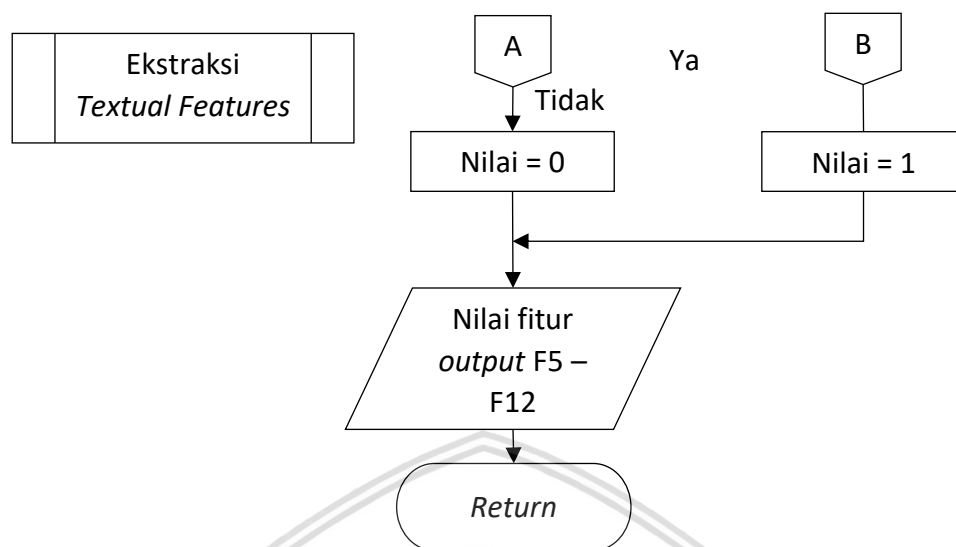 Ekstraksi
Textual Features
A
Ya
B
Tidak
Nilai = 0
Nilai = 1
Nilai fitur
output F5 –
F12
Return